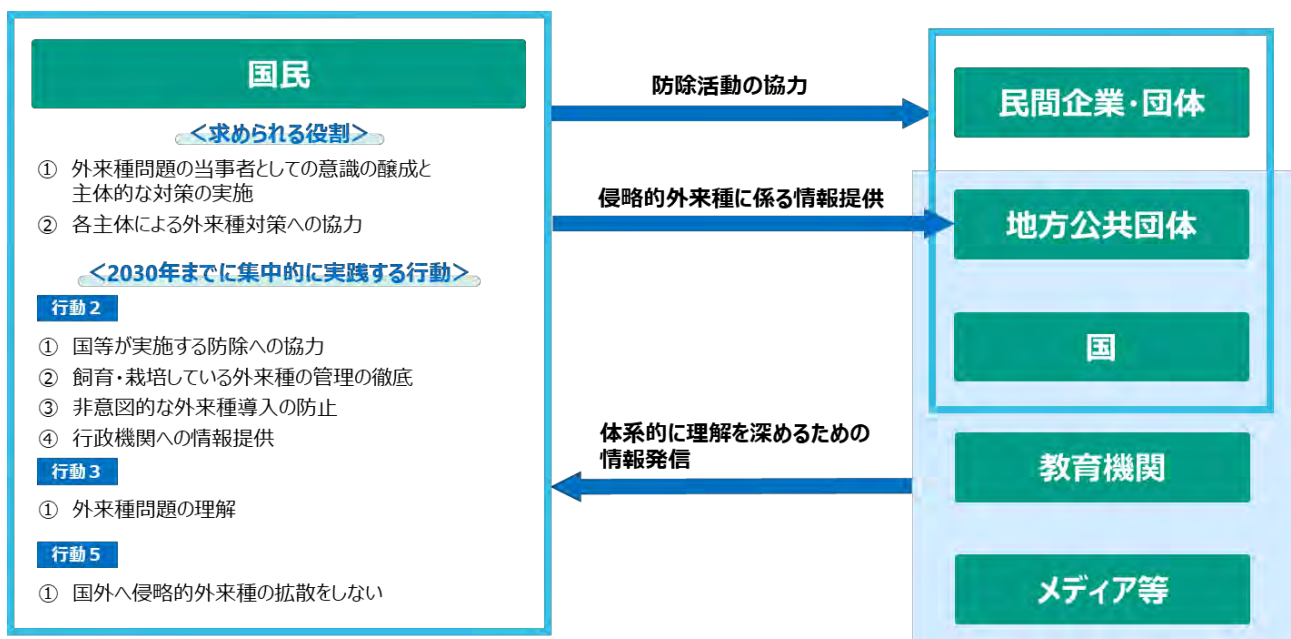 国民
＜求められる役割＞
① 外来種問題の当事者としての意識の醸成と
主体的な対策の実施
② 各主体による外来種対策への協力
＜2030年までに集中的に実践する行動＞
行動２
① 国等が実施する防除への協力
② 飼育・栽培している外来種の管理の徹底
③ 非意図的な外来種導入の防止
④ 行政機関への情報提供
行動３
① 外来種問題の理解
行動５
① 国外へ侵略的外来種の拡散をしない
防除活動の協力
侵略的外来種に係る情報提供
体系的に理解を深めるための
情報発信
民間企業・団体
地方公共団体
国
教育機関
メディア等